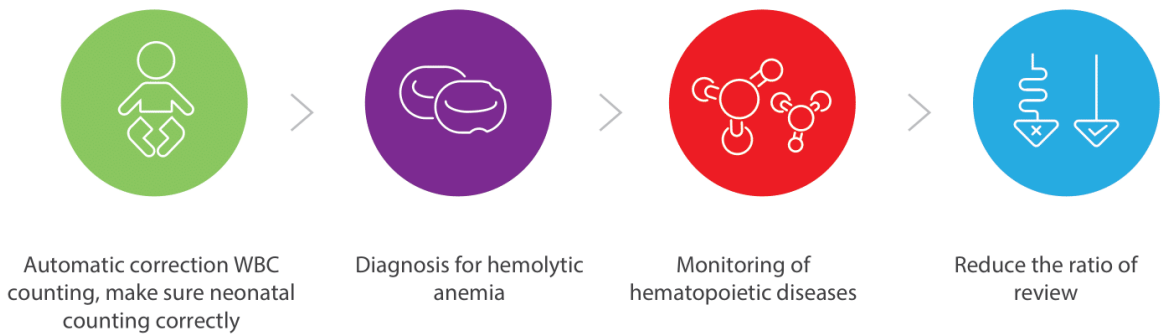 Automatic correction WBC
counting, make sure neonatal
counting correctly
Diagnosis for hemolytic
anemia
Monitoring of
hematopoietic diseases
Reduce the ratio of
review